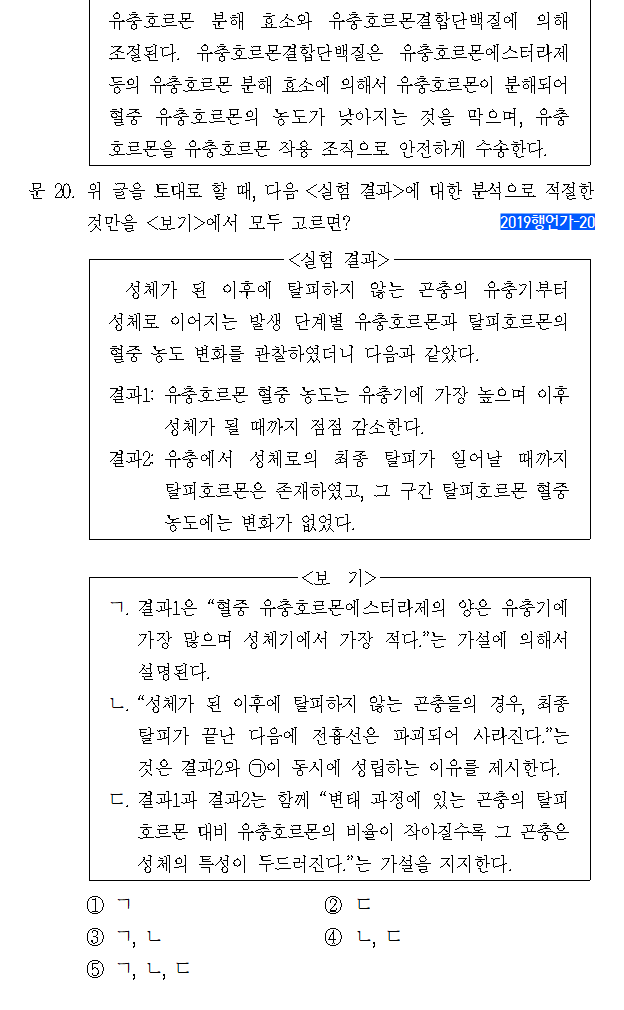 유충호르몬 분해 효소와 유충호르몬결합단백질에 의해
조절된다. 유충호르몬결합단백질은 유충호르몬에스터라제
등의 유충호르몬 분해 효소에 의해서 유충호르몬이 분해되어
혈중 유충호르몬의 농도가 낮아지는 것을 막으며, 유충
호르몬을 유충호르몬 작용 조직으로 안전하게 수송한다.
문 20. 위 글을 토대로 할 때, 다음 <실험 결과>에 대한 분석으로 적절한
것만을 <보기>에서 모두 고르면? 2019행언가-20
<실험 결과>
성체가 된 이후에 탈피하지 않는 곤충의 유충기부터
성체로 이어지는 발생 단계별 유충호르몬과 탈피호르몬의
혈중 농도 변화를 관찰하였더니 다음과 같았다.
결과1: 유충호르몬 혈중 농도는 유충기에 가장 높으며 이후
성체가 될 때까지 점점 감소한다.
결과2: 유충에서 성체로의 최종 탈피가 일어날 때까지
탈피호르몬은 존재하였고, 그 구간 탈피호르몬 혈중
농도에는 변화가 없었다.
<보 기>
ㄱ. 결과1은 “혈중 유충호르몬에스터라제의 양은 유충기에
가장 많으며 성체기에서 가장 적다.”는 가설에 의해서
설명된다.
ㄴ. “성체가 된 이후에 탈피하지 않는 곤충들의 경우, 최종
탈피가 끝난 다음에 전흉선은 파괴되어 사라진다.”는
것은 결과2와 ㉠이 동시에 성립하는 이유를 제시한다.
ㄷ. 결과1과 결과2는 함께 “변태 과정에 있는 곤충의 탈피
호르몬 대비 유충호르몬의 비율이 작아질수록 그 곤충은
성체의 특성이 두드러진다.”는 가설을 지지한다.
① ㄱ ② ㄷ
③ ㄱ, ㄴ ④ ㄴ, ㄷ
⑤ ㄱ, ㄴ, ㄷ